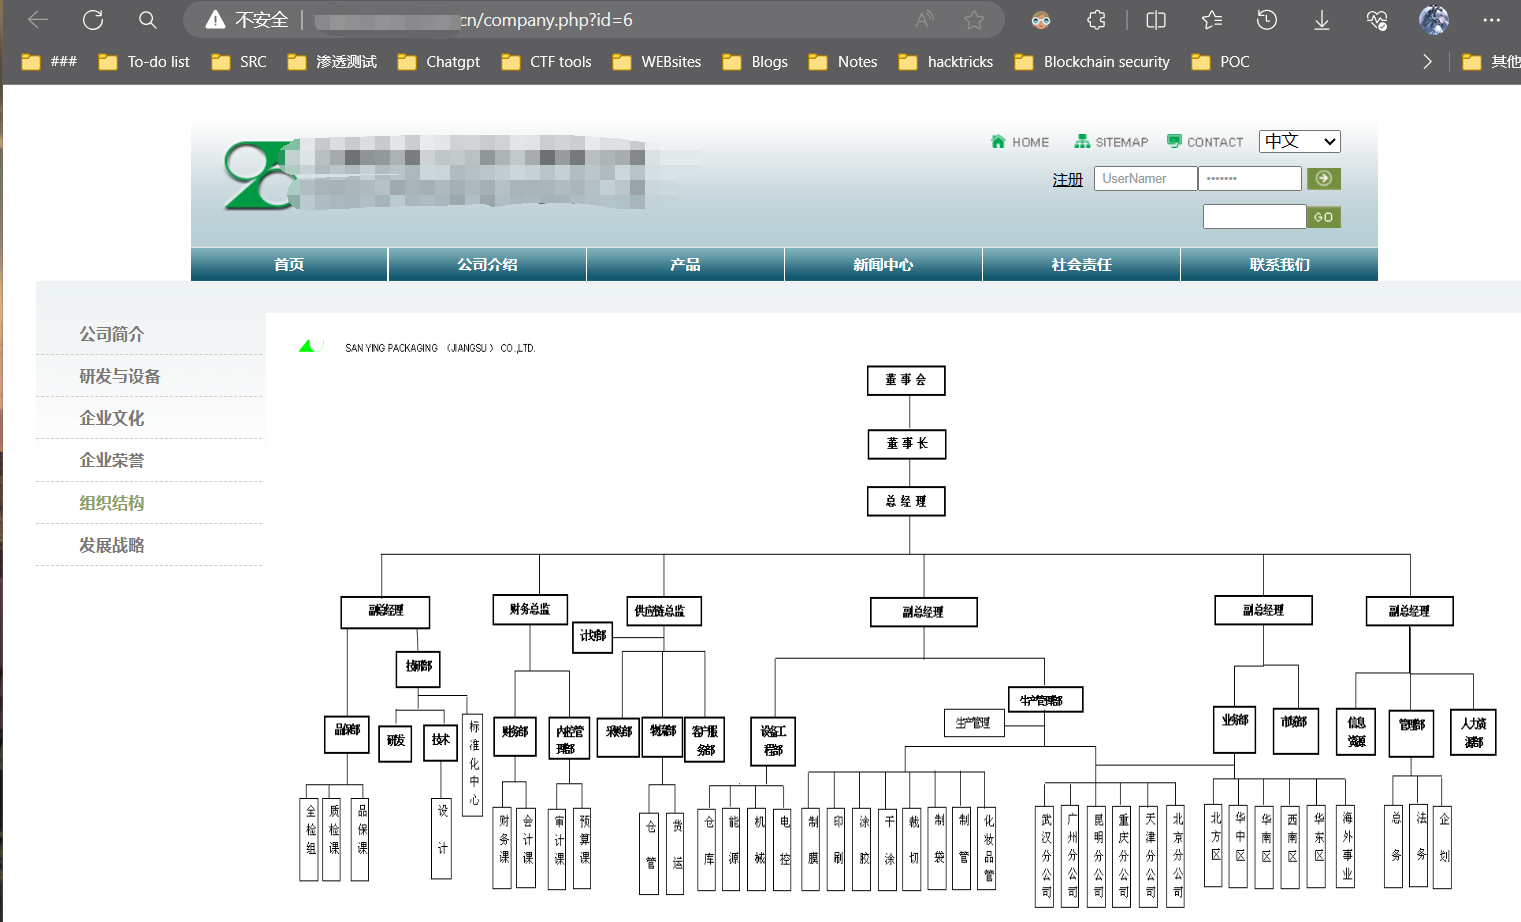 不安全
cn/company.php?id=6
###
To-do list
SRC
渗透测试
Chatgpt
CTF tools
WEBsites
Blogs
Notes
hacktricks
Blockchain security
POC
其他
HOME
SITEMAP
CONTACT
中文
注册
UserNamer
GO
首页
公司介绍
产品
新闻中心
社会责任
联系我们
公司简介
研发与设备
企业文化
企业荣誉
组织结构
发展战略
SAN YING PACKAGING （JIANGSU） CO.,LTD.
董事会
董事长
总经理
副总经理
财务总监
供应链总监
副总经理
副总经理
副总经理
计划部
技研部
生产管理部
生产管理
品保部
研发
技术
标准化中心
财务部
内控管理部
采购部
物流部
客户服务部
设备工程部
业务部
市场部
信息资源
管理部
人力资源部
全检组
质检课
品保课
设计
财务课
会计课
审计课
预算课
仓管
货运
仓库
能源
机械
电控
制膜
印刷
涂胶
干涂
裁切
制袋
制管
化妆品管
武汉分公司
广州分公司
昆明分公司
重庆分公司
天津分公司
北京分公司
北方区
华中区
华南区
西南区
华东区
海外事业
总务
法务
企划